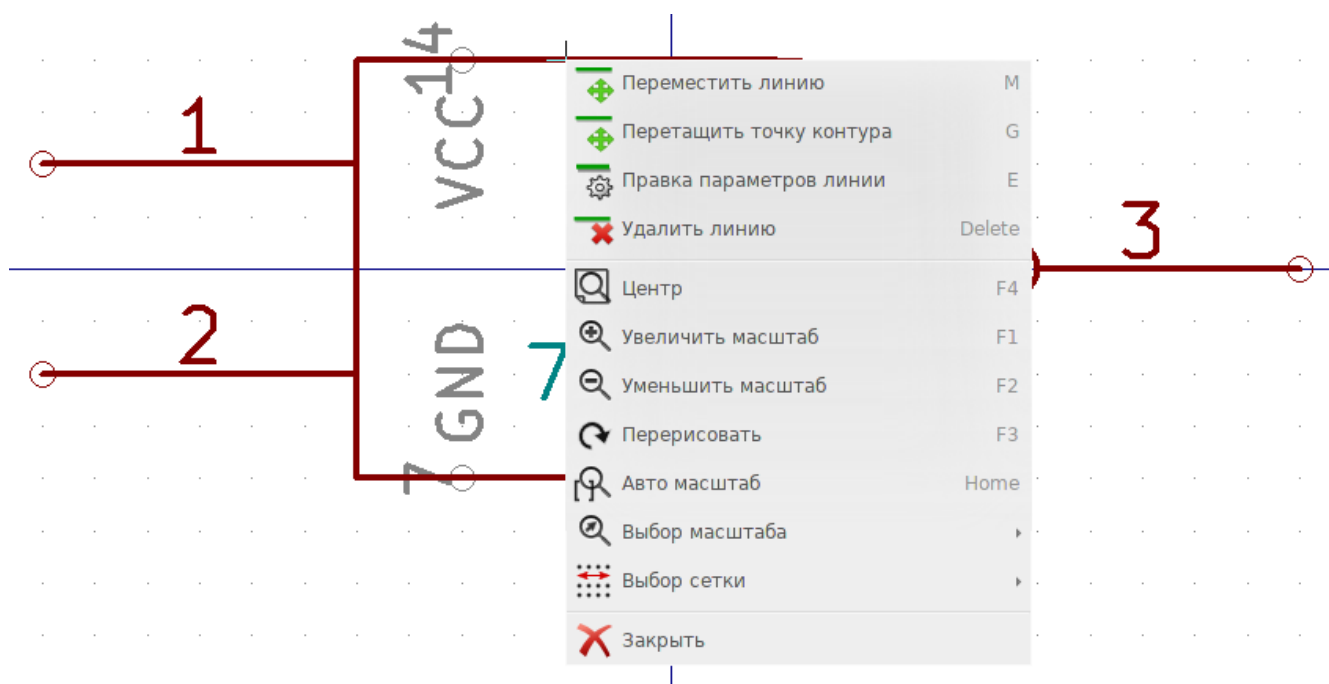 14
VCC
1
2
GND
7
7
3
Переместить линию M
Перетащить точку контура G
Правка параметров линии E
Удалить линию Delete
Центр F4
Увеличить масштаб F1
Уменьшить масштаб F2
Перерисовать F3
Авто масштаб Home
Выбор масштаба
Выбор сетки
Закрыть